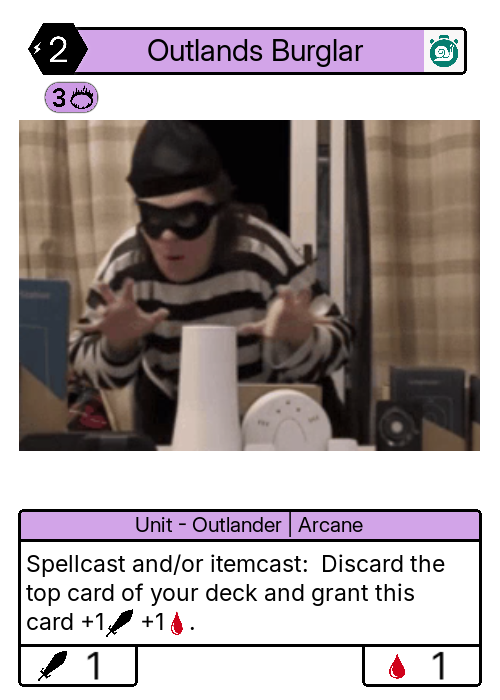 2 Outlands Burglar
3
Unit - Outlander | Arcane
Spellcast and/or itemcast: Discard the
top card of your deck and grant this
card +1 +1 .
1 1